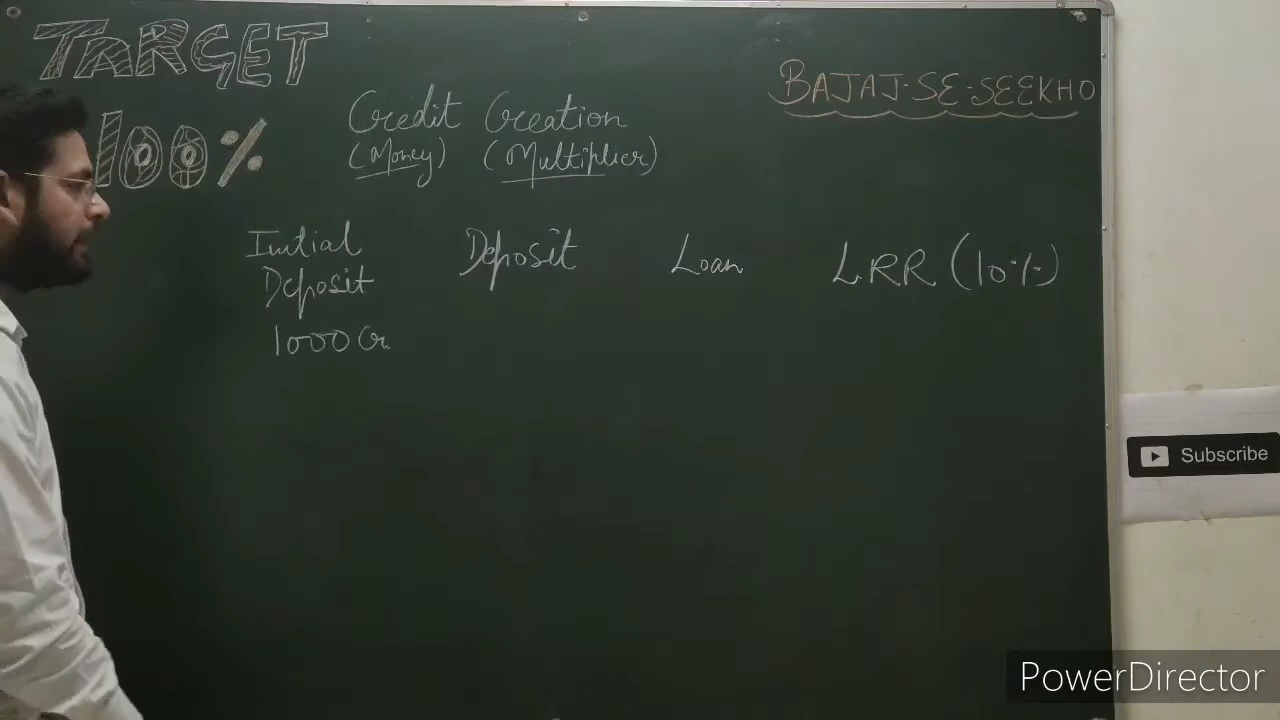 TARGET
100%
Credit Creation
(Money) (Multiplier)
BAJAJ-SE-SEEKHO
Initial Deposit Loan LRR (10%)
Deposit
1000 Cr
Subscribe
PowerDirector